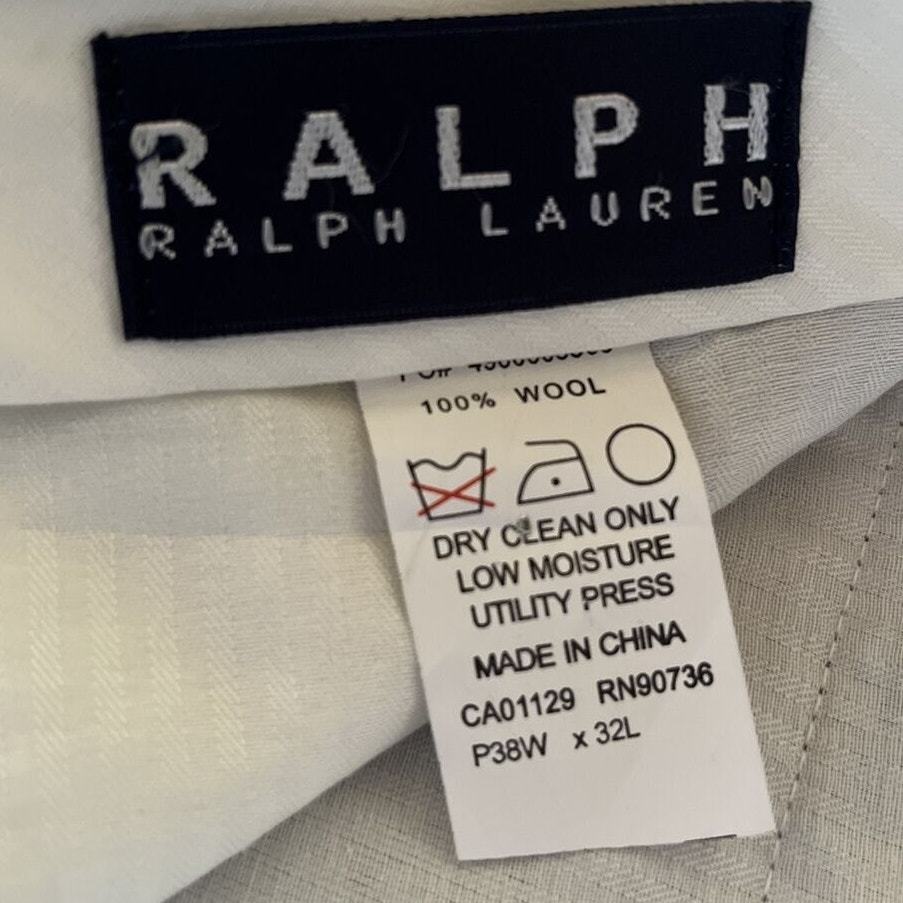 RALPH
RALPH LAUREN
100% WOOL
DRY CLEAN ONLY
LOW MOISTURE
UTILITY PRESS
MADE IN CHINA
CA01129 RN90736
P38W x 32L